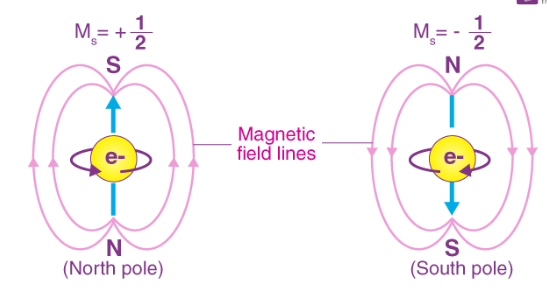 Ms= + 1/2
S
e-
N
(North pole)
Magnetic
field lines
Ms= - 1/2
N
e-
S
(South pole)